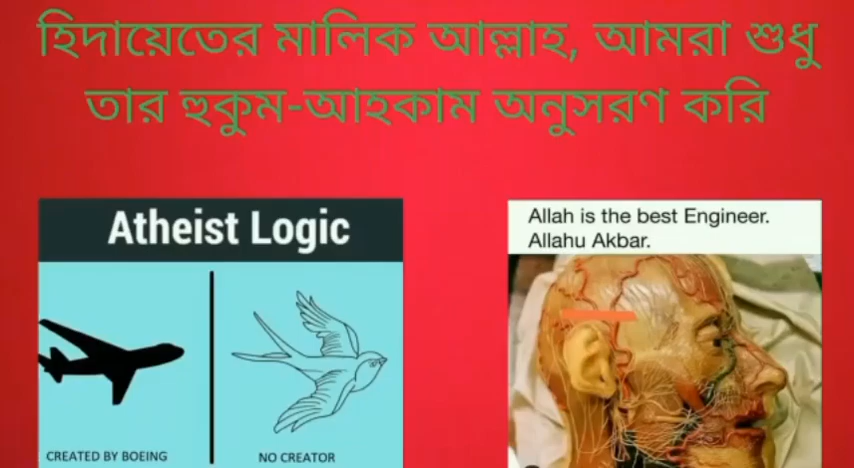 হিদায়েতের মালিক আল্লাহ, আমরা শুধু
তার হুকুম-আহকাম অনুসরণ করি
Atheist Logic
CREATED BY BOEING
NO CREATOR
Allah is the best Engineer.
Allahu Akbar.